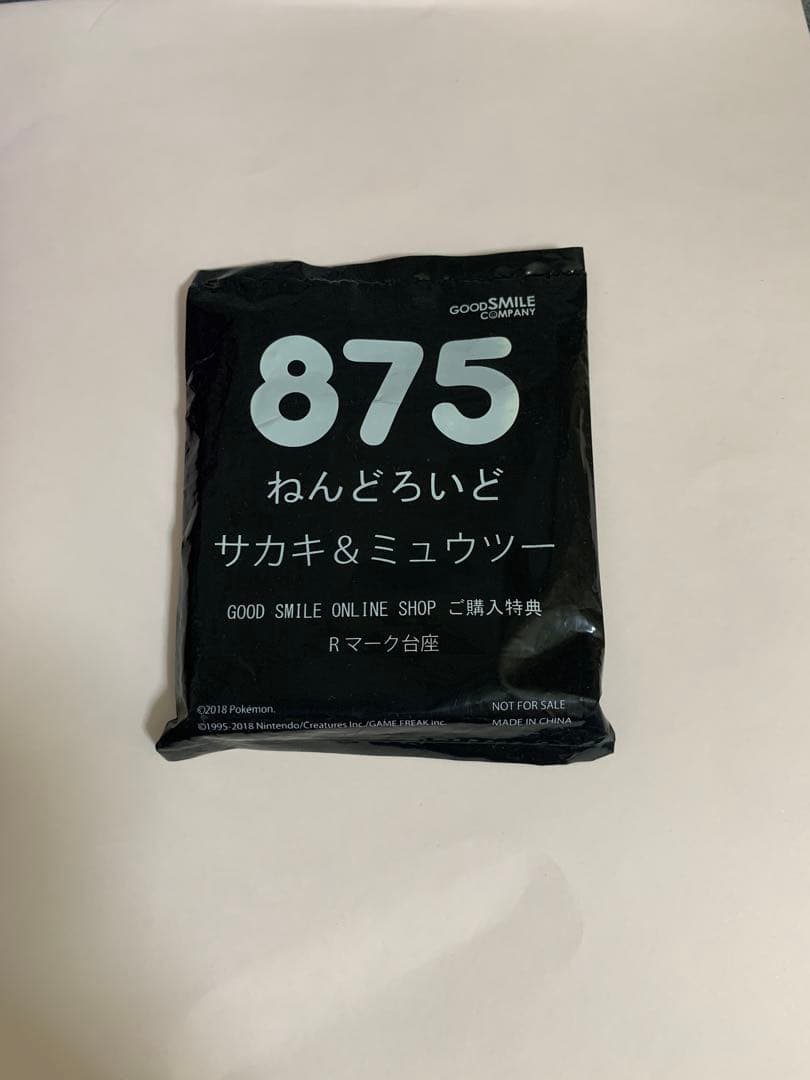 GOODSMILE
COMPANY
875
ねんどろいど
サカキ&ミュウツー
GOOD SMILE ONLINE SHOP ご購入特典
Rマーク台座
©2018 Pokémon.
©1995-2018 Nintendo/Creatures Inc./GAME FREAK inc.
NOT FOR SALE
MADE IN CHINA